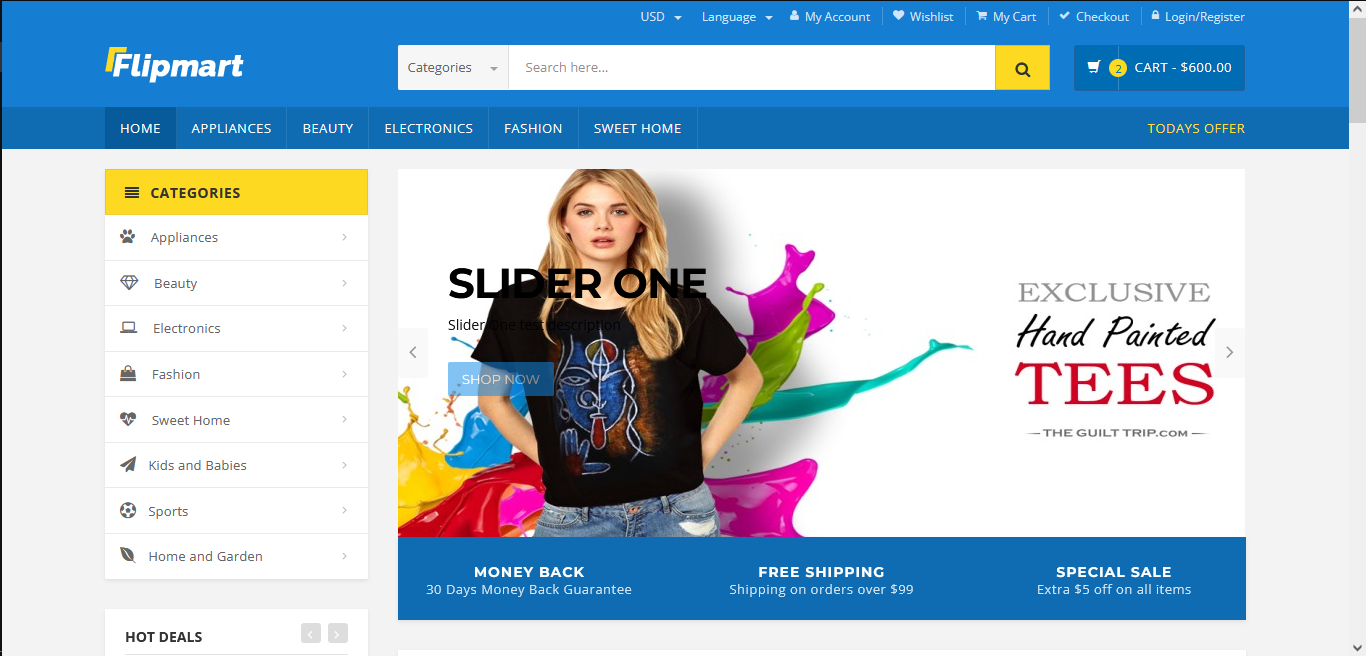 USD Language My Account Wishlist My Cart Checkout Login/Register
Flipmart
Categories Search here... 2 CART - $600.00
HOME APPLIANCES BEAUTY ELECTRONICS FASHION SWEET HOME TODAYS OFFER
CATEGORIES
Appliances
Beauty
Electronics
Fashion
Sweet Home
Kids and Babies
Sports
Home and Garden
HOT DEALS
SLIDER ONE
Slider One test description
SHOP NOW
EXCLUSIVE
Hand Painted
TEES
THE GUILT TRIP.COM
MONEY BACK
30 Days Money Back Guarantee
FREE SHIPPING
Shipping on orders over $99
SPECIAL SALE
Extra $5 off on all items